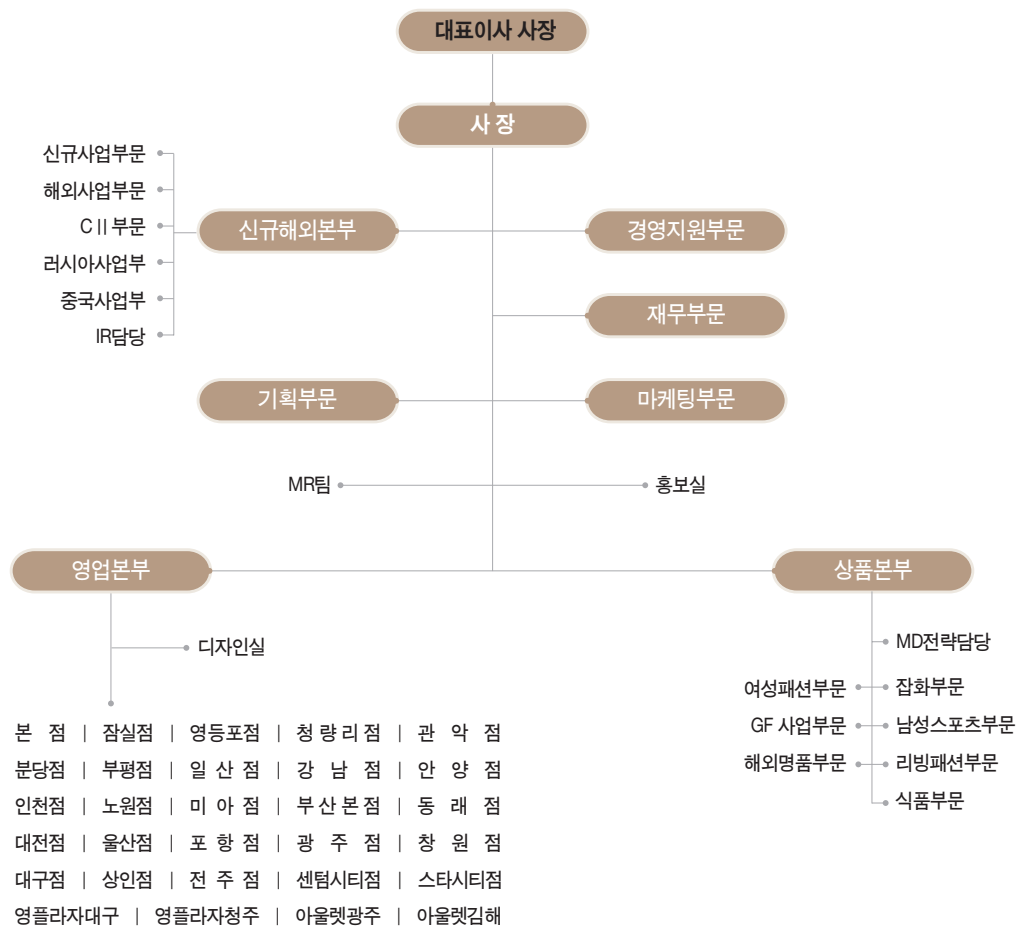 대표이사 사장
사 장
신규사업부문
해외사업부문
CⅡ 부문
러시아사업부
중국사업부
IR담당
신규해외본부
경영지원부문
재무부문
기획부문
마케팅부문
MR팀
홍보실
영업본부
상품본부
디자인실
본 점 | 잠실점 | 영등포점 | 청량리점 | 관 악 점
분당점 | 부평점 | 일 산 점 | 강 남 점 | 안 양 점
인천점 | 노원점 | 미 아 점 | 부산본점 | 동 래 점
대전점 | 울산점 | 포 항 점 | 광 주 점 | 창 원 점
대구점 | 상인점 | 전 주 점 | 센텀시티점 | 스타시티점
영플라자대구 | 영플라자청주 | 아울렛광주 | 아울렛김해
MD전략담당
여성패션부문 잡화부문
GF 사업부문 남성스포츠부문
해외명품부문 리빙패션부문
식품부문